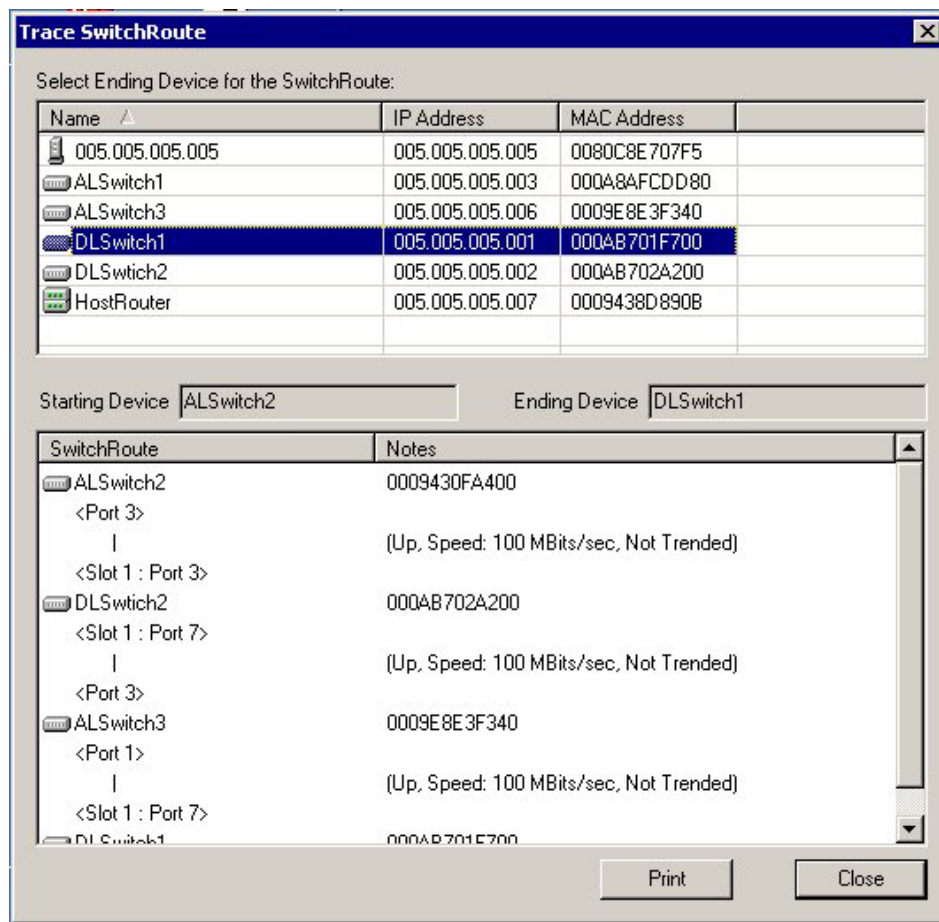 Trace SwitchRoute
Select Ending Device for the SwitchRoute:
Name IP Address MAC Address
005.005.005.005 005.005.005.005 0080C8E707F5
ALSwitch1 005.005.005.003 000A8AFCDD80
ALSwitch3 005.005.005.006 0009E8E3F340
DLSwitch1 005.005.005.001 000AB701F700
DLSwtich2 005.005.005.002 000AB702A200
HostRouter 005.005.005.007 0009438D890B
Starting Device ALSwitch2 Ending Device DLSwitch1
SwitchRoute Notes
ALSwitch2 0009430FA400
<Port 3>
| (Up, Speed: 100 MBits/sec, Not Trended)
<Slot 1 : Port 3>
DLSwtich2 000AB702A200
<Slot 1 : Port 7>
| (Up, Speed: 100 MBits/sec, Not Trended)
<Port 3>
ALSwitch3 0009E8E3F340
<Port 1>
| (Up, Speed: 100 MBits/sec, Not Trended)
<Slot 1 : Port 7>
DLSwitch1 000AB701F700
Print Close